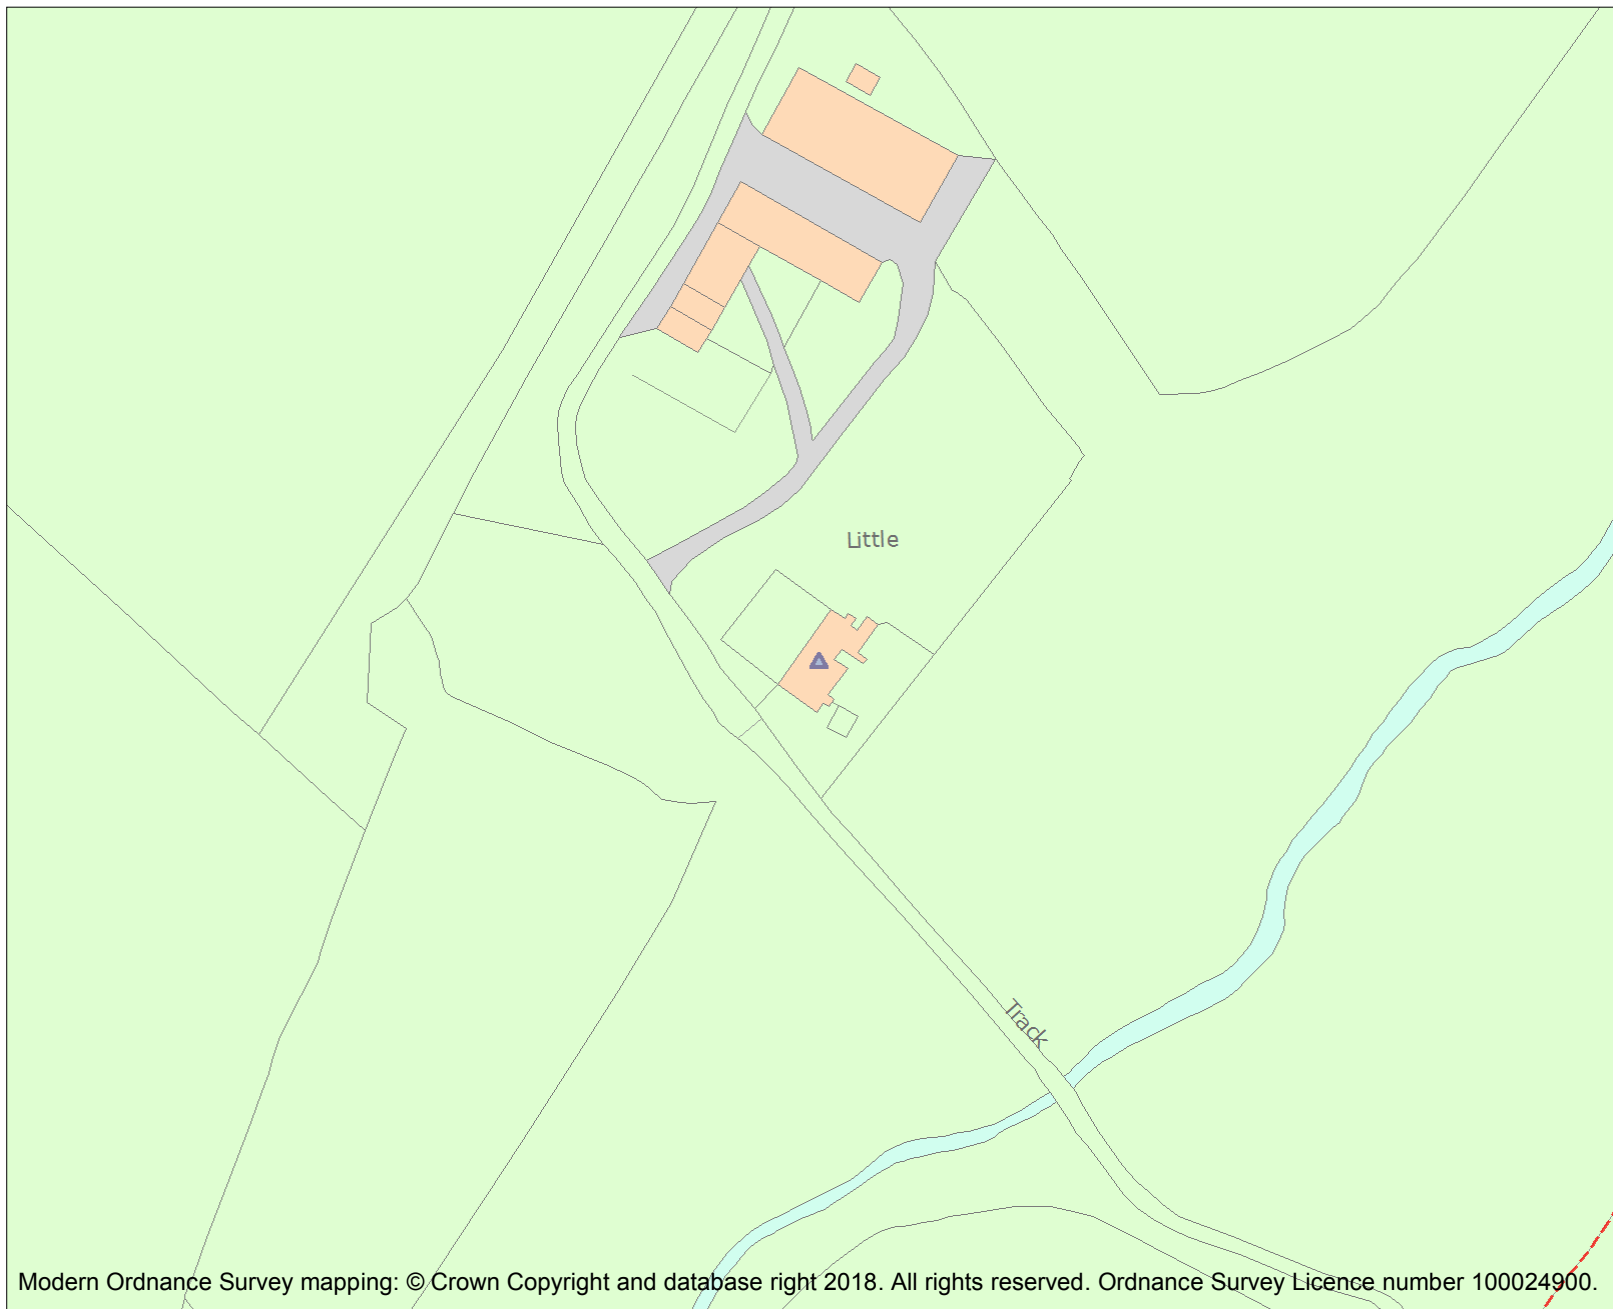 Little
Track
Modern Ordnance Survey mapping: © Crown Copyright and database right 2018. All rights reserved. Ordnance Survey Licence number 100024900.